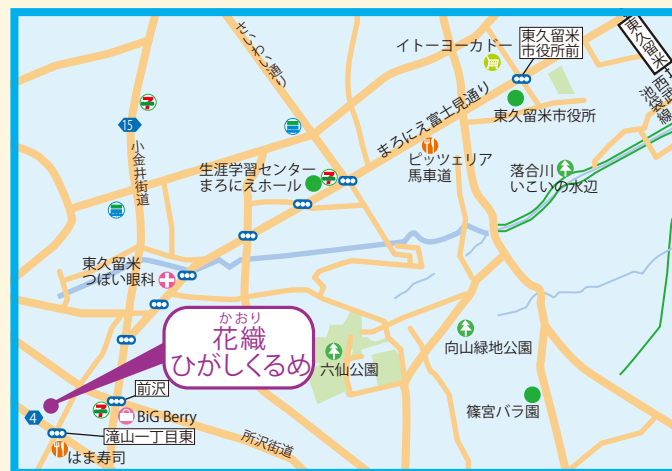 さいわい通り
イトーヨーカドー
東久留米
市役所前
東久留米
西武
池袋線
東久留米市役所
まろにえ富士見通り
15
小金井街道
生涯学習センター
まろにえホール
ピッツェリア
馬車道
落合川
いこいの水辺
東久留米
つぼい眼科
かおり
花織
ひがしくるめ
六仙公園
向山緑地公園
篠宮バラ園
前沢
4
BiG Berry
滝山一丁目東
はま寿司
所沢街道